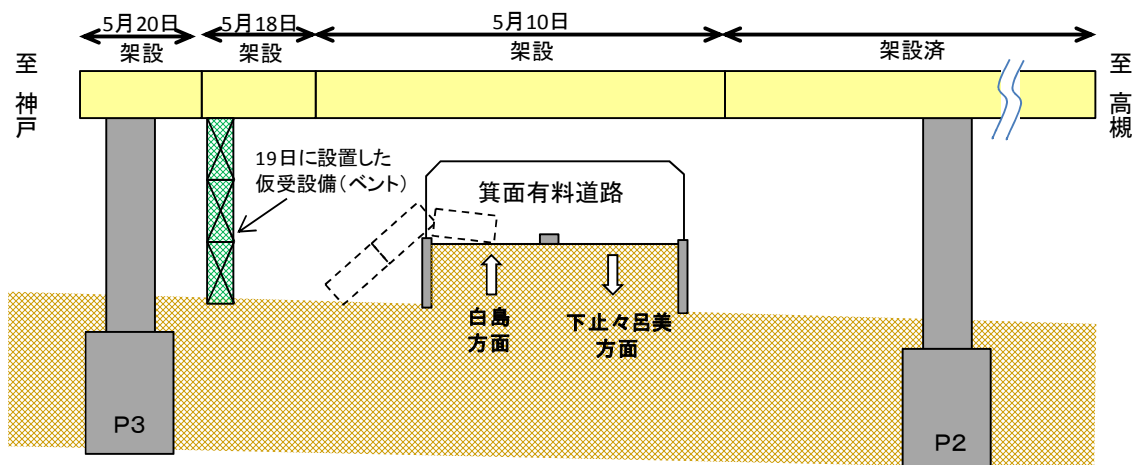 5月20日
架設
5月18日
架設
5月10日
架設
架設済
至 神戸
至 高槻
19日に設置した
仮受設備(ベント)
箕面有料道路
白島
方面
下止々呂美
方面
P3
P2